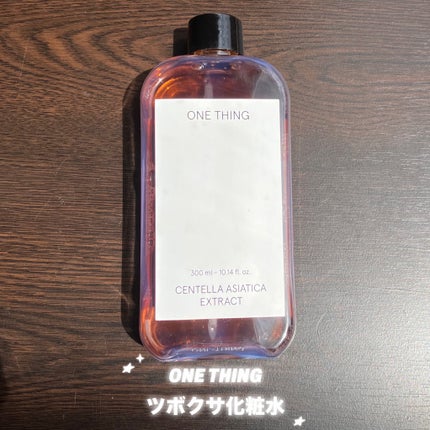 ONE THING
300 ml - 10.14 fl. oz.
CENTELLA ASIATICA
EXTRACT
ONE THING
ツボクサ化粧水